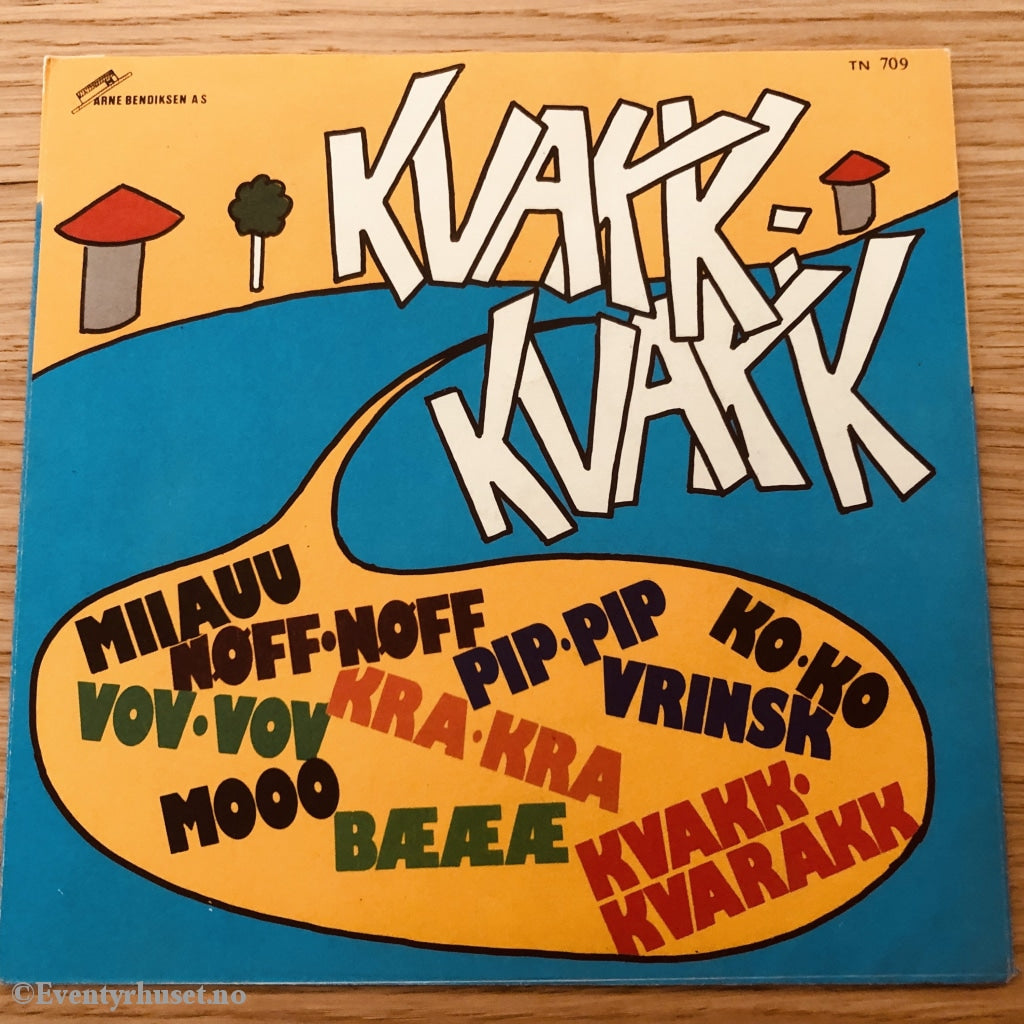 ARNE BENDIKSEN A S
TN 709
KVAKK-
KVAKK
MIIAUU
NØFF·NØFF
PIP·PIP
KO·KO
VOV·VOV
KRA·KRA
VRINSK
MOOO
BÆÆÆ
KVAKK·
KVARAKK
©Eventyrhuset.no